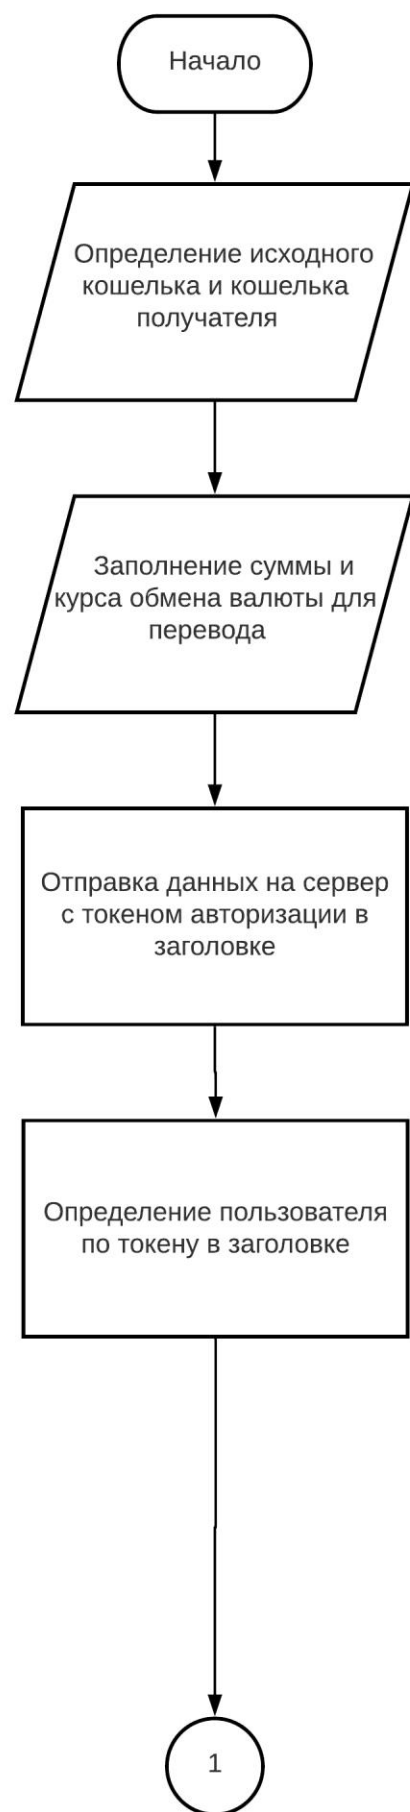 Начало
Определение исходного
кошелька и кошелька
получателя
Заполнение суммы и
курса обмена валюты для
перевода
Отправка данных на сервер
с токеном авторизации в
заголовке
Определение пользователя
по токену в заголовке
1